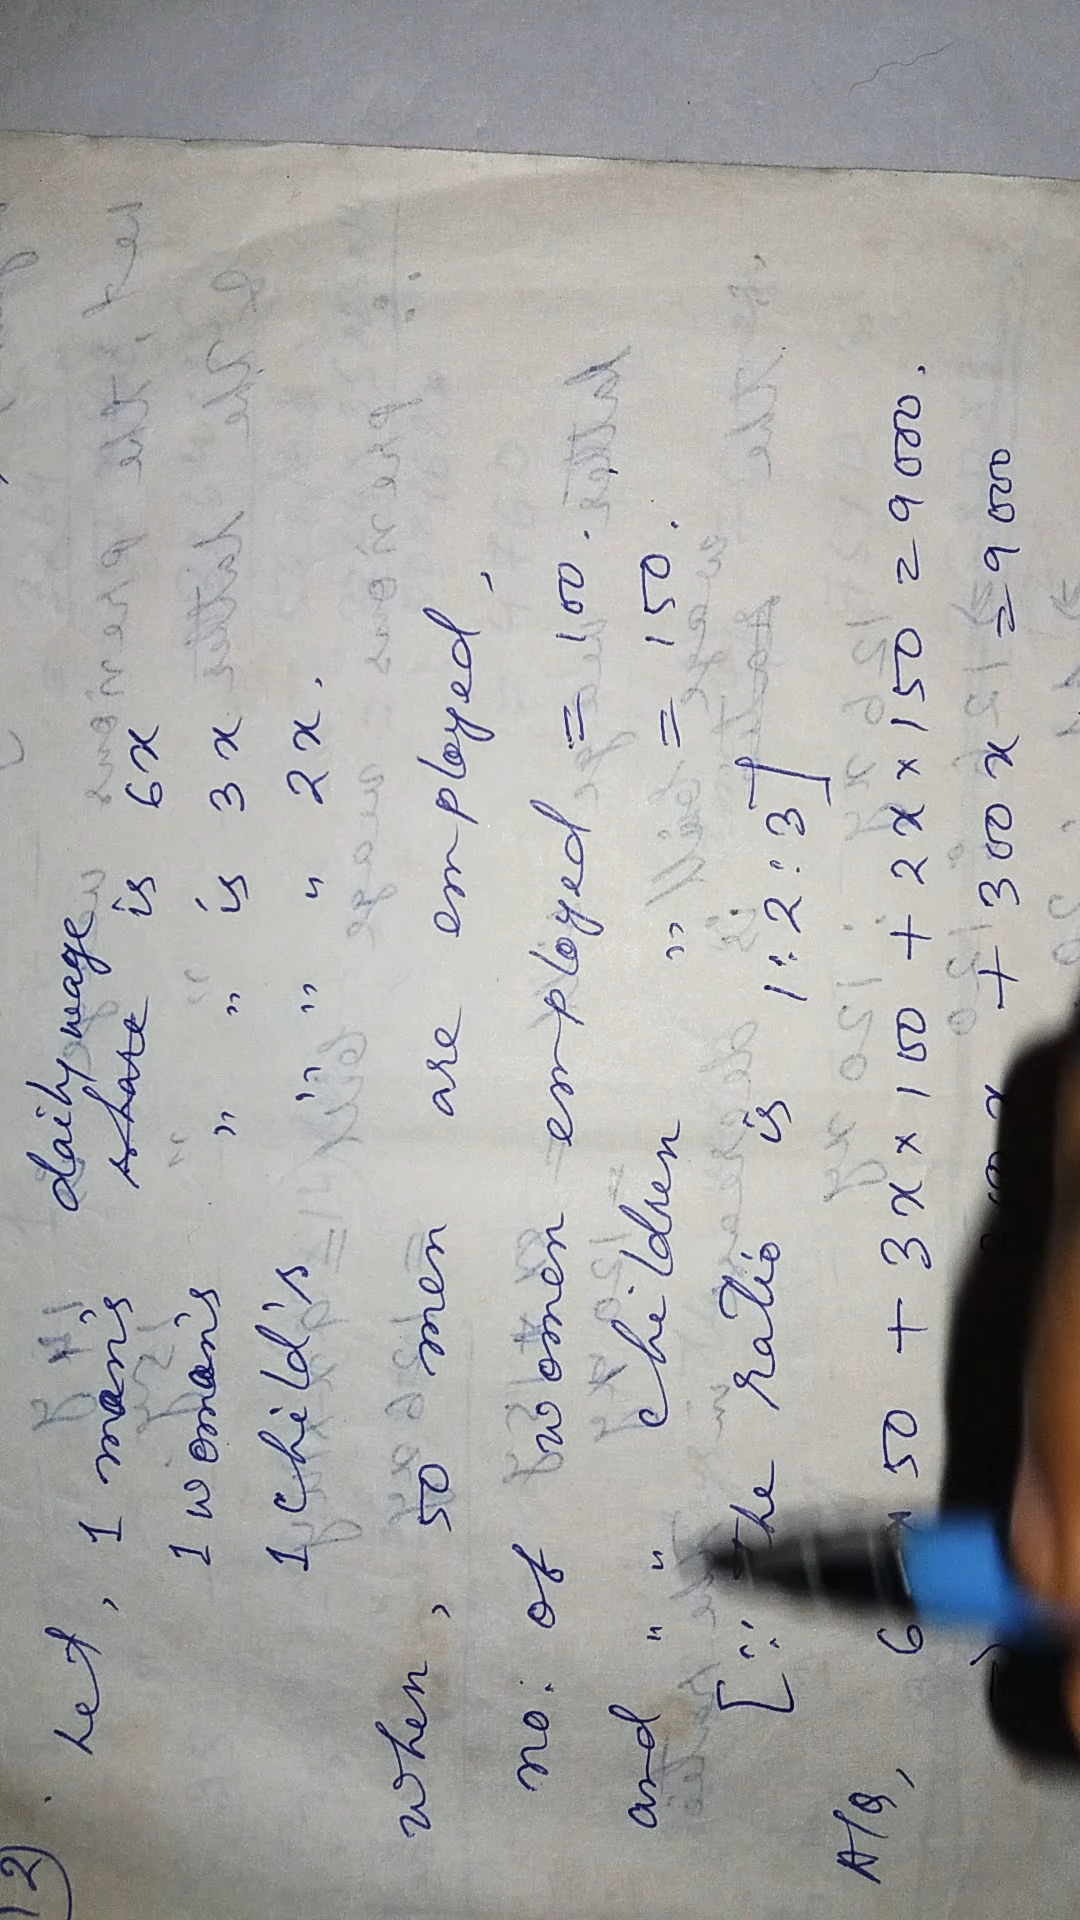 12)
Let, 1 man's daily wage is 6x
1 woman's " " is 3x
1 child's " " " 2x.
when, 50 men are employed,
no: of women employed = 100.
and " " children " = 150.
[∵ the ratio is 1:2:3]
A/Q, 6 50 + 3x×100 + 2x×150 = 9000.
+ 300x = 9000